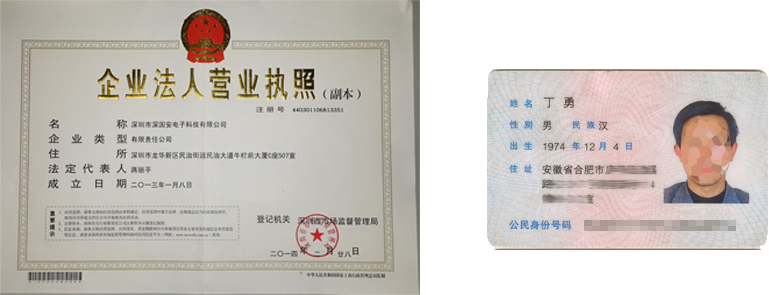 企业法人营业执照(副本)
注册号 440301106813351
名称 深圳市深国安电子科技有限公司
企业类型 有限责任公司
住所 深圳市龙华新区民治街道民治大道牛栏前大厦C座507室
法定代表人 蒋丽平
成立日期 二〇一三年一月八日
重要提示
登记机关 深圳市市场监督管理局
二〇一四年一月廿八日
中华人民共和国国家工商行政管理总局监制
姓名 丁勇
性别 男 民族 汉
出生 1974 年 12 月 4 日
住址 安徽省合肥市
公民身份号码